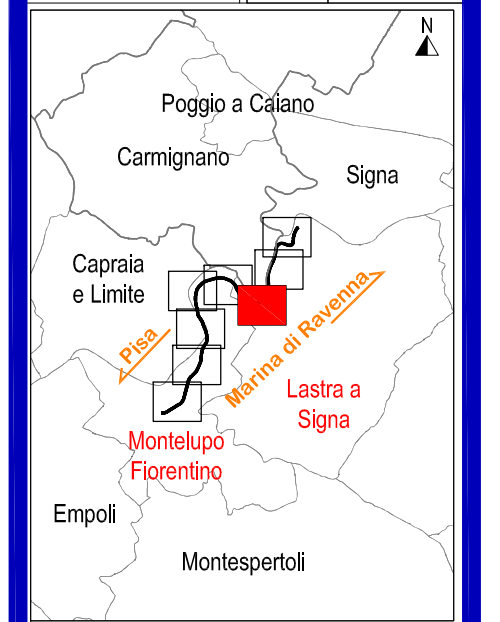 N
Poggio a Caiano
Carmignano
Signa
Capraia
e Limite
Pisa
Marina di Ravenna
Lastra a
Signa
Montelupo
Fiorentino
Empoli
Montespertoli